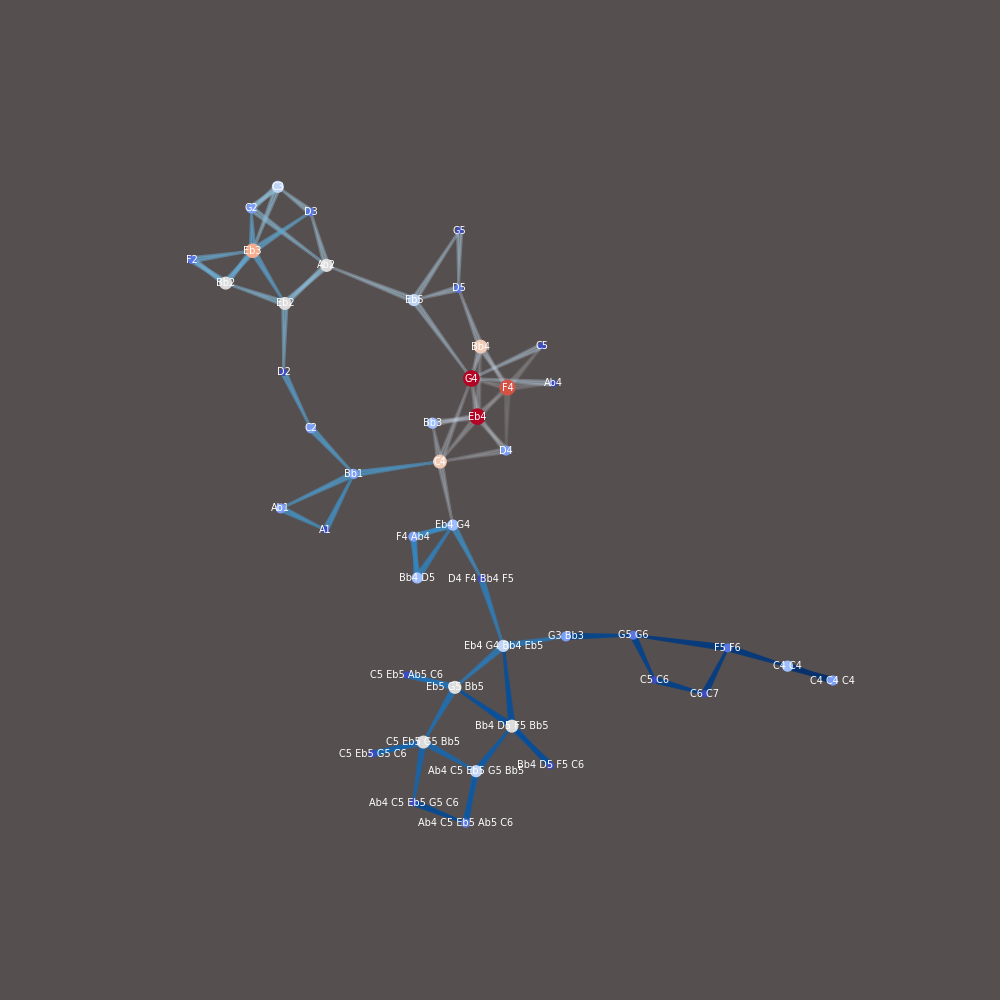 C3
G2
D3
G5
Eb3
F2
Ab2
Bb2
D5
Eb5
Eb2
Bb4
C5
D2
G4
Ab4
F4
Eb4
Bb3
C2
D4
C4
Bb1
Ab1
Eb4 G4
A1
F4 Ab4
Bb4 D5
D4 F4 Bb4 F5
G5 G6
G3 Bb3
Eb4 G4 Bb4 Eb5
F5 F6
C4 C4
C5 Eb5 Ab5 C6
C5 C6
C4 C4 C4
Eb5 G5 Bb5
C6 C7
Bb4 D5 F5 Bb5
C5 Eb5 G5 Bb5
C5 Eb5 G5 C6
Bb4 D5 F5 C6
Ab4 C5 Eb5 G5 Bb5
Ab4 C5 Eb5 G5 C6
Ab4 C5 Eb5 Ab5 C6